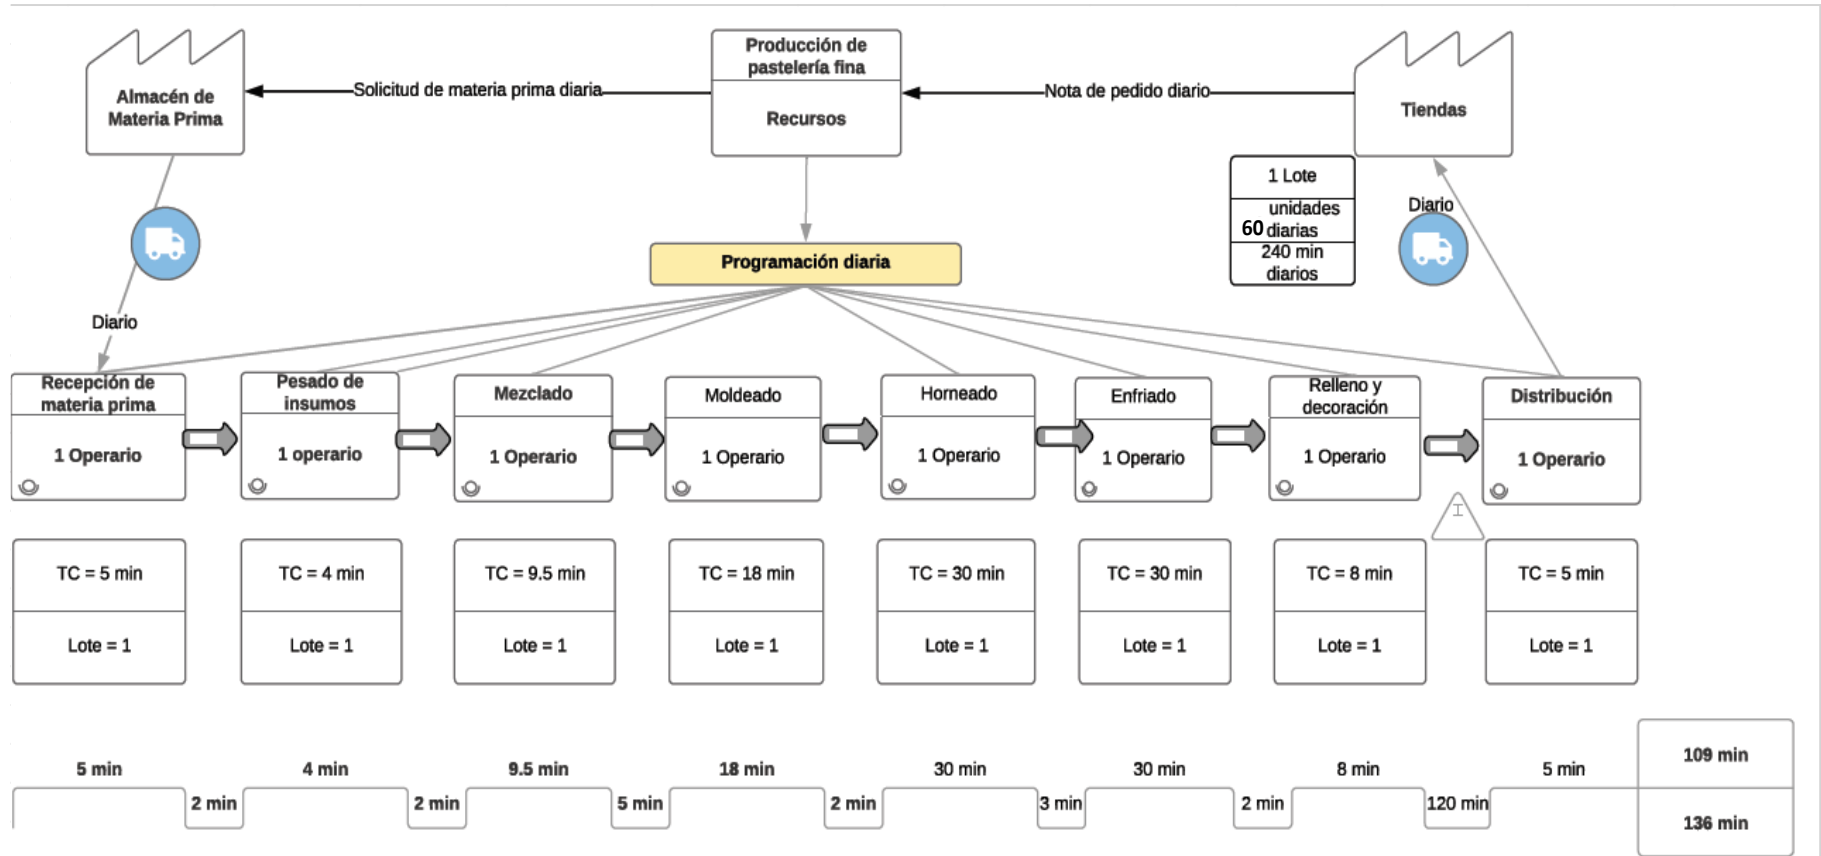 Almacén de
Materia Prima
Solicitud de materia prima diaria
Producción de
pastelería fina
Recursos
Nota de pedido diario
Tiendas
1 Lote
unidades
60 diarias
240 min
diarios
Diario
Programación diaria
Diario
Recepción de
materia prima
1 Operario
Pesado de
insumos
1 operario
Mezclado
1 Operario
Moldeado
1 Operario
Horneado
1 Operario
Enfriado
1 Operario
Relleno y
decoración
1 Operario
I
Distribución
1 Operario
TC = 5 min
Lote = 1
TC = 4 min
Lote = 1
TC = 9.5 min
Lote = 1
TC = 18 min
Lote = 1
TC = 30 min
Lote = 1
TC = 30 min
Lote = 1
TC = 8 min
Lote = 1
TC = 5 min
Lote = 1
5 min
2 min
4 min
2 min
9.5 min
5 min
18 min
2 min
30 min
3 min
30 min
2 min
8 min
120 min
5 min
109 min
136 min